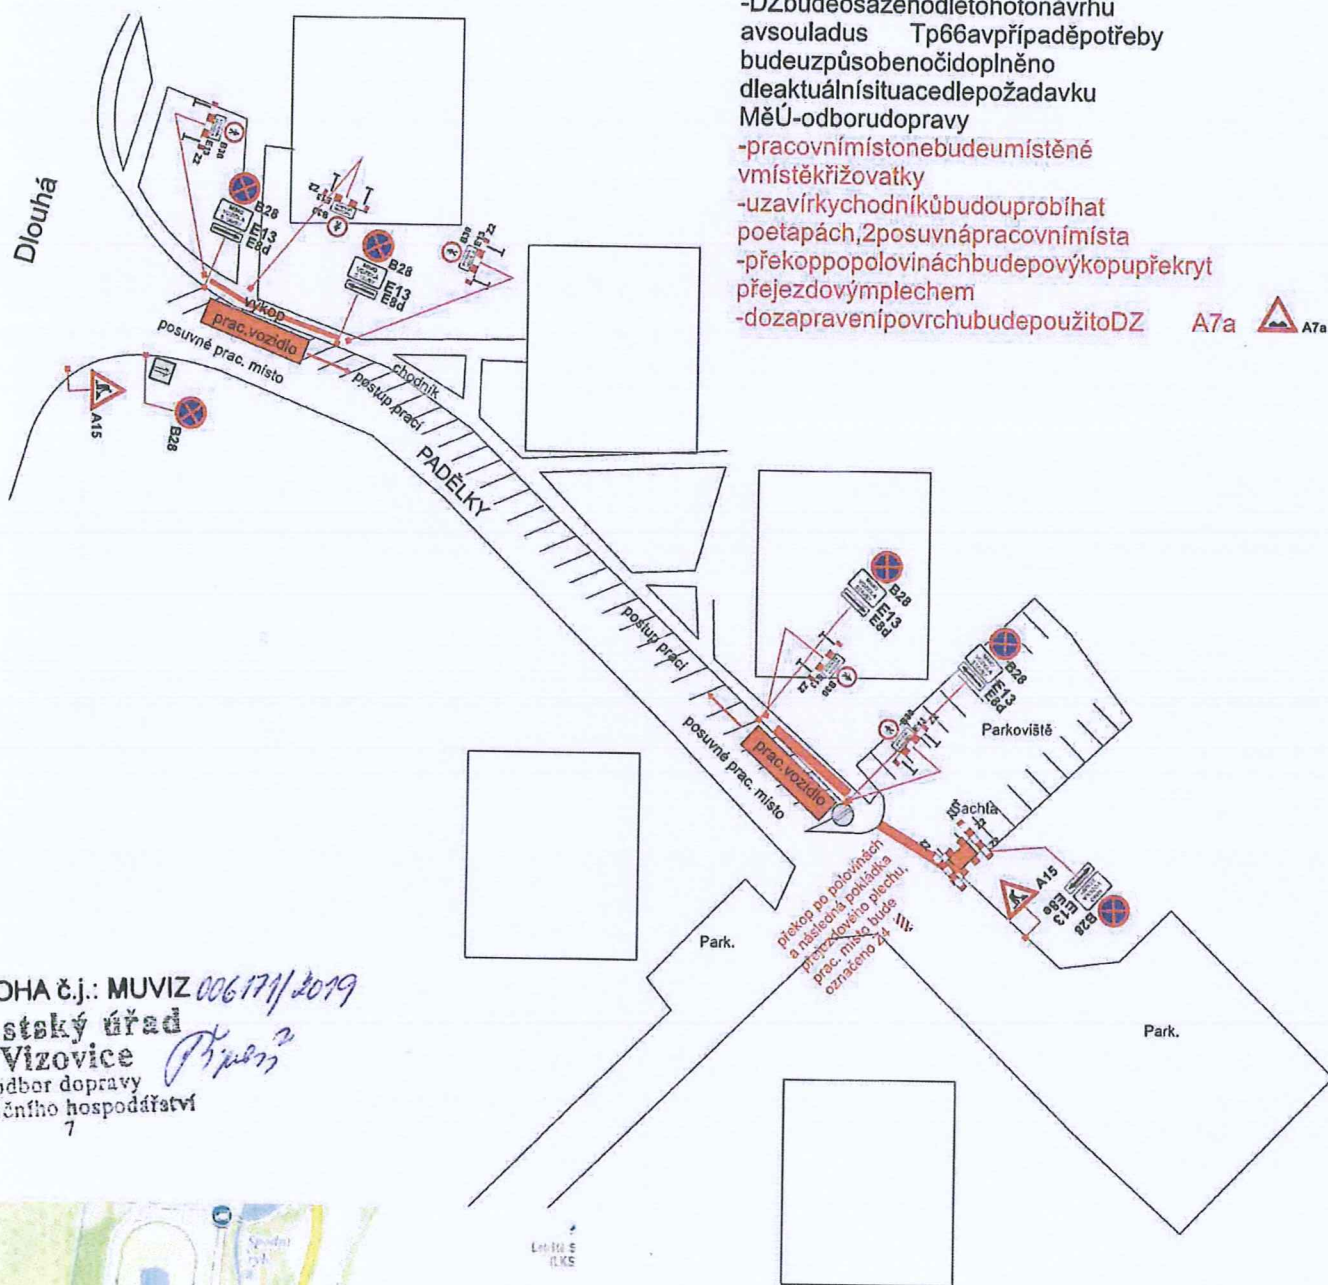 -DZbudeosazenodletohotonávrhu
avsouladus Tp66avpřípaděpotřeby
budeuzpůsobenočidoplněno
dleaktuálnísituacedlepožadavku
MěÚ-odborudopravy
-pracovnímístonebudeumístěné
vmístěkřižovatky
-uzavírkychodníkůbudouprobíhat
poetapách,2posuvnápracovnímísta
-překoppopolovináchbudepovýkopupřekryt
přejezdovýmplechem
-dozapravenípovrchubudepoužitoDZ A7a A7a
Dlouhá
B28
E13
E8d
B28
E13
E8d
výkop
prac.vozidlo
posuvné prac. místo
chodník
postup prací
A15
B28
PADĚLKY
B28
E13
E8d
postup prací
B28
E13
E8d
Parkoviště
prac.vozidlo
posuvné prac. místo
Šachta
překop po polovinách
a následná pokládka
přejezdového plechu,
prac. místo bude
označeno Z4
A15
E8e
E13
B28
Park.
Park.
OHA č.j.: MUVIZ 006171/2019
stský úřad
Vizovice
odbor dopravy
čního hospodářství
7